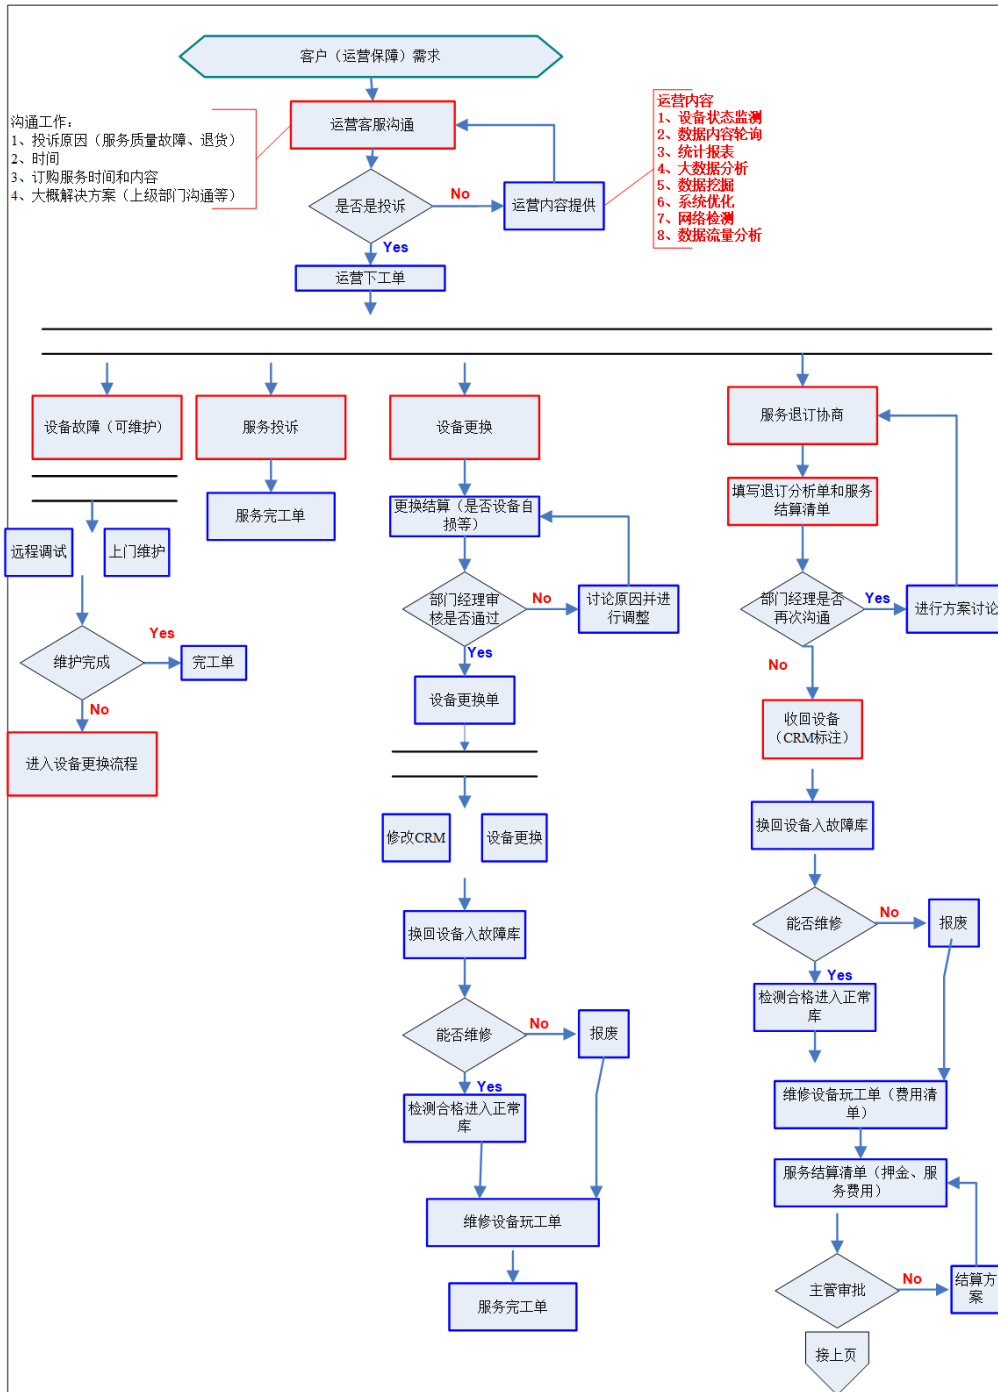 客户（运营保障）需求
沟通工作：
1、投诉原因（服务质量故障、退货）
2、时间
3、订购服务时间和内容
4、大概解决方案（上级部门沟通等）
运营客服沟通
运营内容
1、设备状态监测
2、数据内容轮询
3、统计报表
4、大数据分析
5、数据挖掘
6、系统优化
7、网络检测
8、数据流量分析
是否是投诉
No
运营内容提供
Yes
运营下工单
设备故障（可维护）
服务投诉
设备更换
服务退订协商
服务完工单
更换结算（是否设备自
损等）
填写退订分析单和服务
结算清单
远程调试
上门维护
部门经理审
核是否通过
No
讨论原因并进
行调整
部门经理是否
再次沟通
Yes
进行方案讨论
维护完成
Yes
完工单
Yes
No
No
设备更换单
收回设备
（CRM标注）
进入设备更换流程
修改CRM
设备更换
换回设备入故障库
换回设备入故障库
能否维修
No
报废
Yes
检测合格进入正常
库
能否维修
No
报废
Yes
检测合格进入正常
库
维修设备玩工单（费用清
单）
维修设备玩工单
服务结算清单（押金、服
务费用）
服务完工单
主管审批
No
结算方
案
接上页